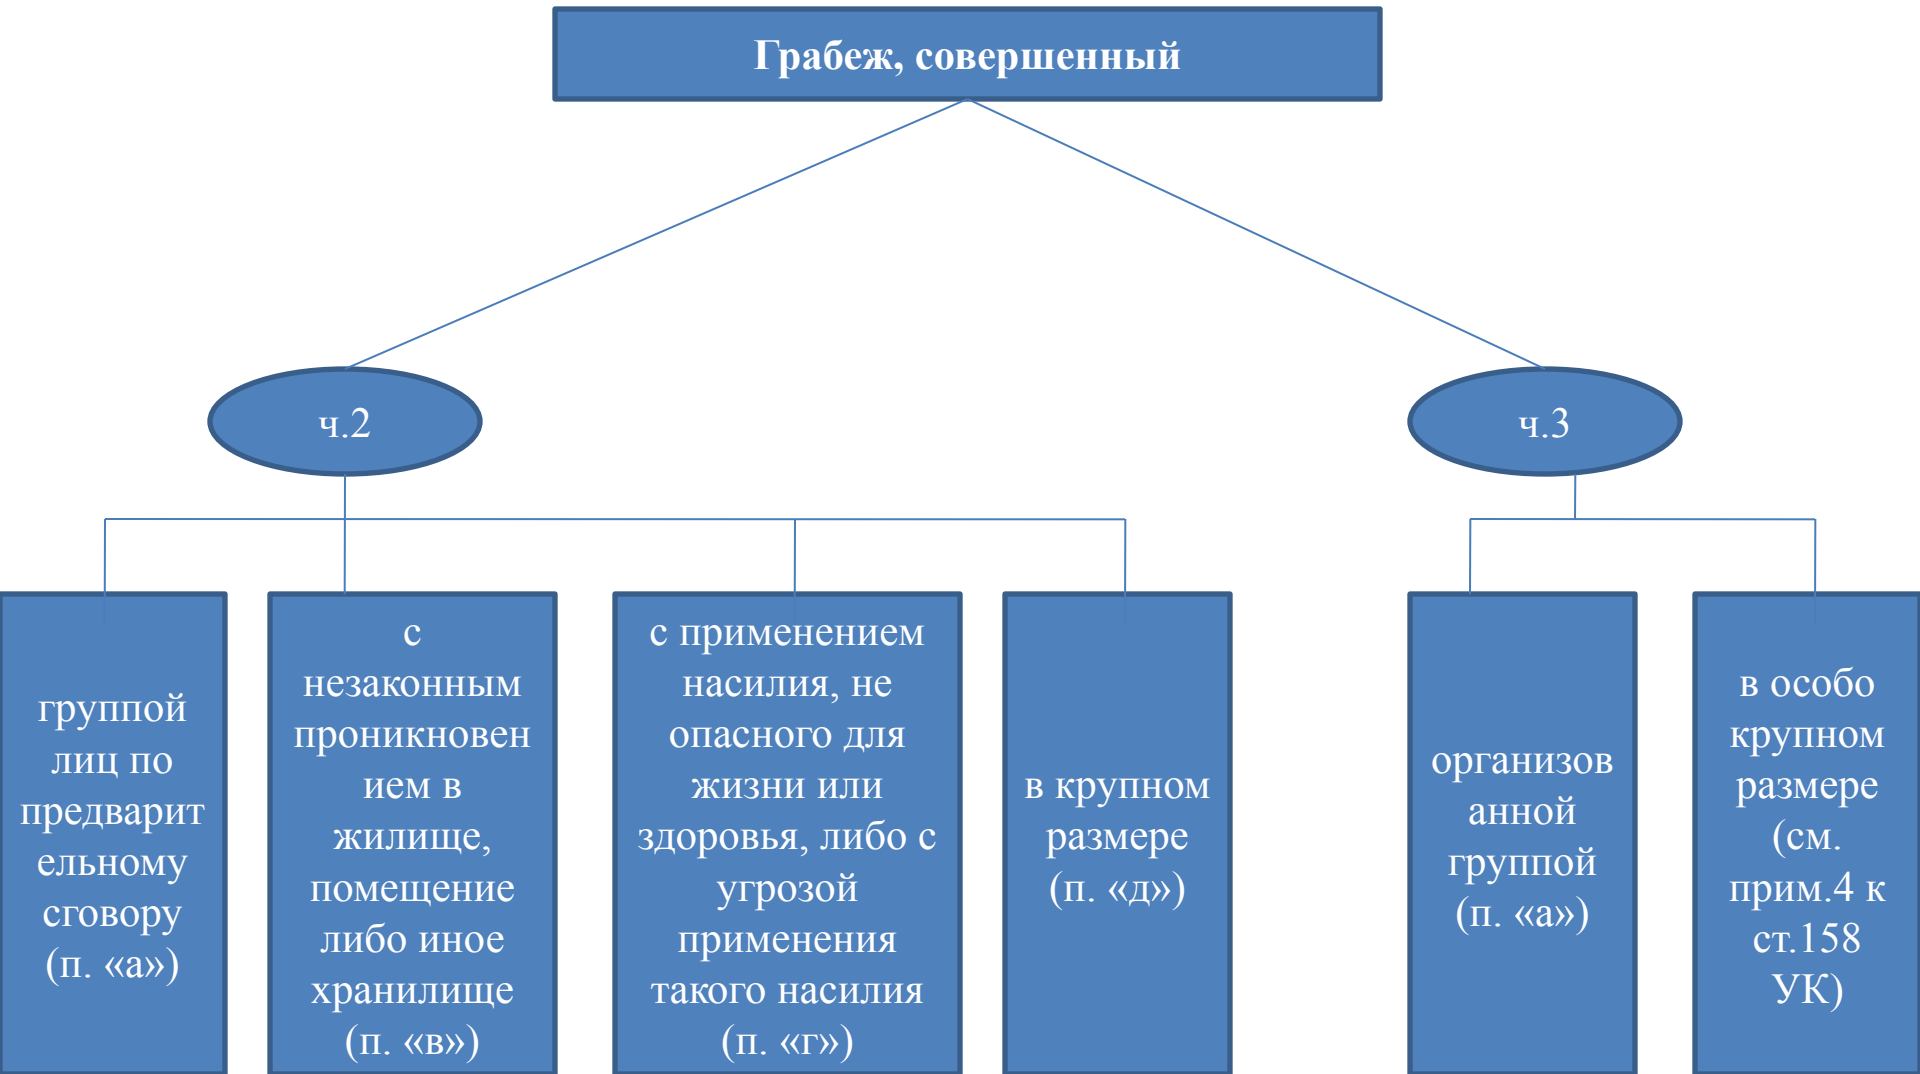 Грабеж, совершенный
ч.2
ч.3
группой
лиц по
предварит
ельному
сговору
(п. «а»)
с
незаконным
проникновен
ием в
жилище,
помещение
либо иное
хранилище
(п. «в»)
с применением
насилия, не
опасного для
жизни или
здоровья, либо с
угрозой
применения
такого насилия
(п. «г»)
в крупном
размере
(п. «д»)
организов
анной
группой
(п. «а»)
в особо
крупном
размере
(см.
прим.4 к
ст.158
УК)